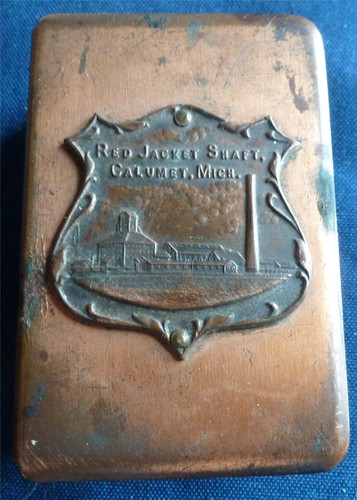 RED JACKET SHAFT,
CALUMET, MICH.